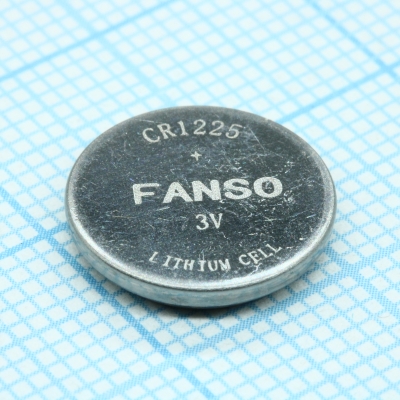 CR1225
+
FANSO
3V
LITHIUM CELL